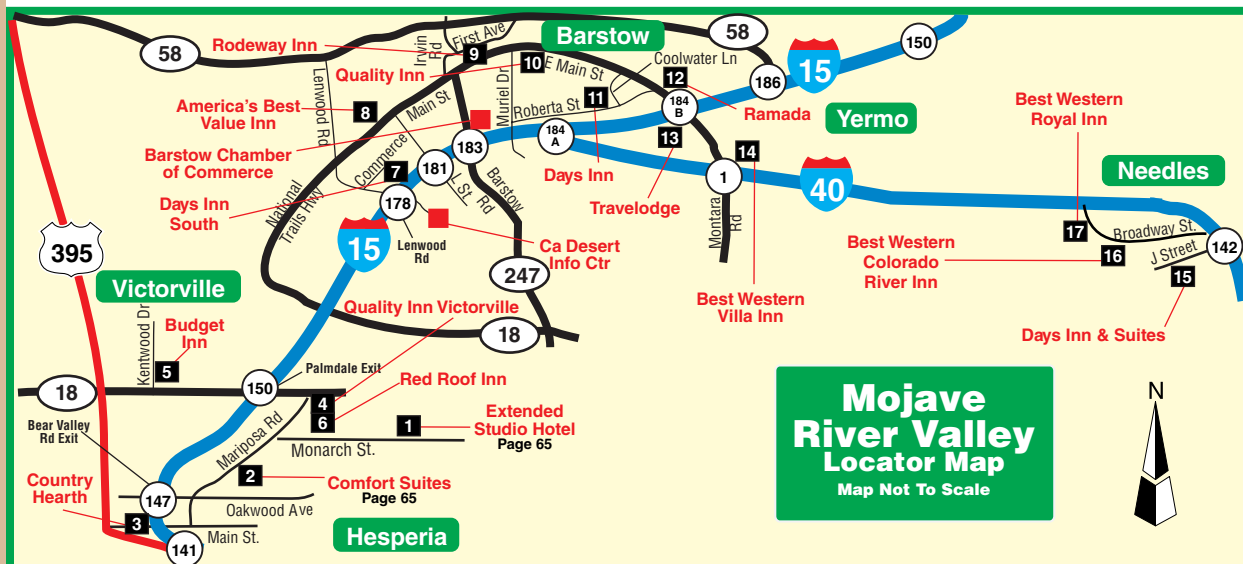 58
Rodeway Inn
Irwin
Rd
First Ave
Barstow
58
150
9
Quality Inn
10
E Main St
Coolwater Ln
12
186
15
Lenwood Rd
Main St
Muriel Dr
Roberta St
11
184
B
Ramada
Best Western
Royal Inn
America's Best
Value Inn
8
Yermo
184
A
13
Barstow Chamber
of Commerce
Commerce
183
14
Needles
7
181
L St.
Barstow
Rd
Days Inn
1
40
Days Inn
South
178
Travelodge
National
Trails Hwy
Montara
Rd
17
Broadway St.
395
15
Lenwood
Rd
Ca Desert
Info Ctr
Best Western
Colorado
River Inn
16
J Street
142
15
247
Victorville
Quality Inn Victorville
Best Western
Villa Inn
Days Inn & Suites
18
Kentwood Dr
Budget
Inn
5
Palmdale Exit
Red Roof Inn
18
150
4
6
1
Extended
Studio Hotel
Page 65
Bear Valley
Rd Exit
Mariposa Rd
Monarch St.
2
Comfort Suites
Page 65
Country
Hearth
147
Oakwood Ave
3
Main St.
141
Hesperia
Mojave
River Valley
Locator Map
Map Not To Scale
N